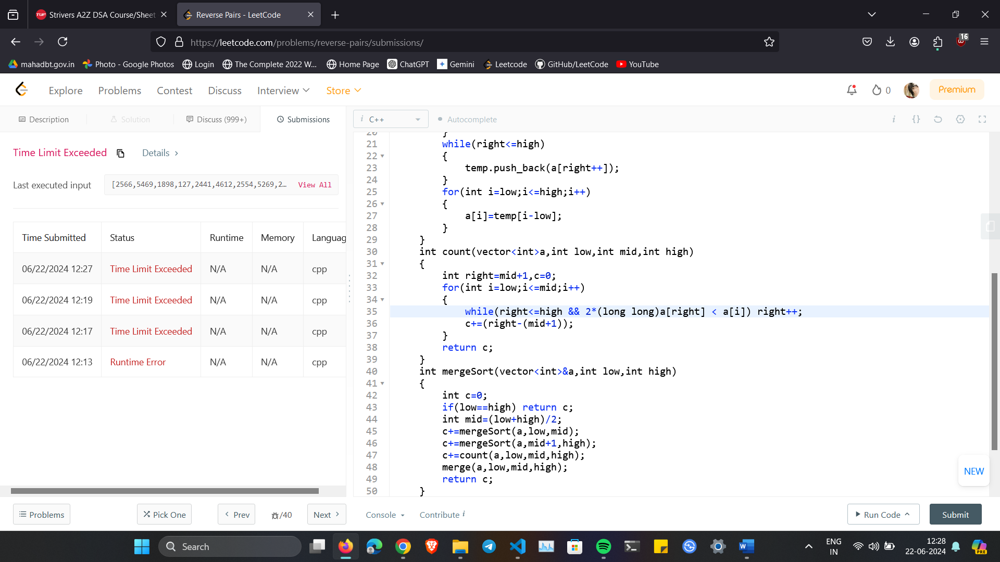 Strivers A2Z DSA Course/Sheet
Reverse Pairs - LeetCode
https://leetcode.com/problems/reverse-pairs/submissions/
16
mahadbt.gov.in
Photo - Google Photos
Login
The Complete 2022 W...
Home Page
ChatGPT
Gemini
Leetcode
GitHub/LeetCode
YouTube
Explore
Problems
Contest
Discuss
Interview
Store
0
Premium
Description
Solution
Discuss (999+)
Submissions
i C++
Autocomplete
i {}
Time Limit Exceeded
Details >
Last executed input
[2566,5469,1898,127,2441,4612,2554,5269,2...
View All
Time Submitted Status Runtime Memory Languag
06/22/2024 12:27 Time Limit Exceeded N/A N/A cpp
06/22/2024 12:19 Time Limit Exceeded N/A N/A cpp
06/22/2024 12:17 Time Limit Exceeded N/A N/A cpp
06/22/2024 12:13 Runtime Error N/A N/A cpp
20 }
21 while(right<=high)
22 {
23 temp.push_back(a[right++]);
24 }
25 for(int i=low;i<=high;i++)
26 {
27 a[i]=temp[i-low];
28 }
29 }
30 int count(vector<int>a,int low,int mid,int high)
31 {
32 int right=mid+1,c=0;
33 for(int i=low;i<=mid;i++)
34 {
35 while(right<=high && 2*(long long)a[right] < a[i]) right++;
36 c+=(right-(mid+1));
37 }
38 return c;
39 }
40 int mergeSort(vector<int>&a,int low,int high)
41 {
42 int c=0;
43 if(low==high) return c;
44 int mid=(low+high)/2;
45 c+=mergeSort(a,low,mid);
46 c+=mergeSort(a,mid+1,high);
47 c+=count(a,low,mid,high);
48 merge(a,low,mid,high);
49 return c;
50 }
NEW
Problems
Pick One
< Prev
/40
Next >
Console
Contribute i
Run Code
Submit
Search
ENG
IN
12:28
22-06-2024
PRE